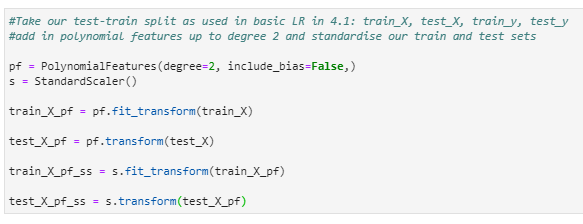 #Take our test-train split as used in basic LR in 4.1: train_X, test_X, train_y, test_y
#add in polynomial features up to degree 2 and standardise our train and test sets
pf = PolynomialFeatures(degree=2, include_bias=False,)
s = StandardScaler()
train_X_pf = pf.fit_transform(train_X)
test_X_pf = pf.transform(test_X)
train_X_pf_ss = s.fit_transform(train_X_pf)
test_X_pf_ss = s.transform(test_X_pf)